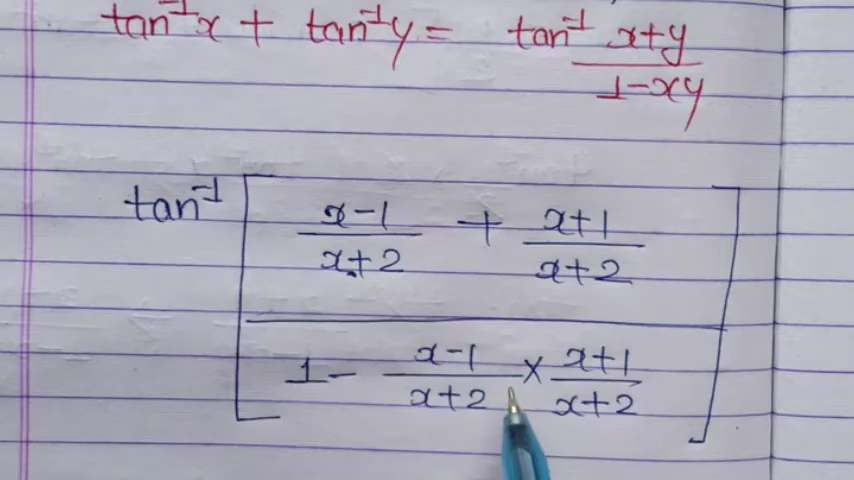 tan⁻¹x + tan⁻¹y = tan⁻¹ x+y
1-xy
tan⁻¹ [ x-1 + x+1
x+2 x+2
1 - x-1 × x+1
x+2 x+2 ]